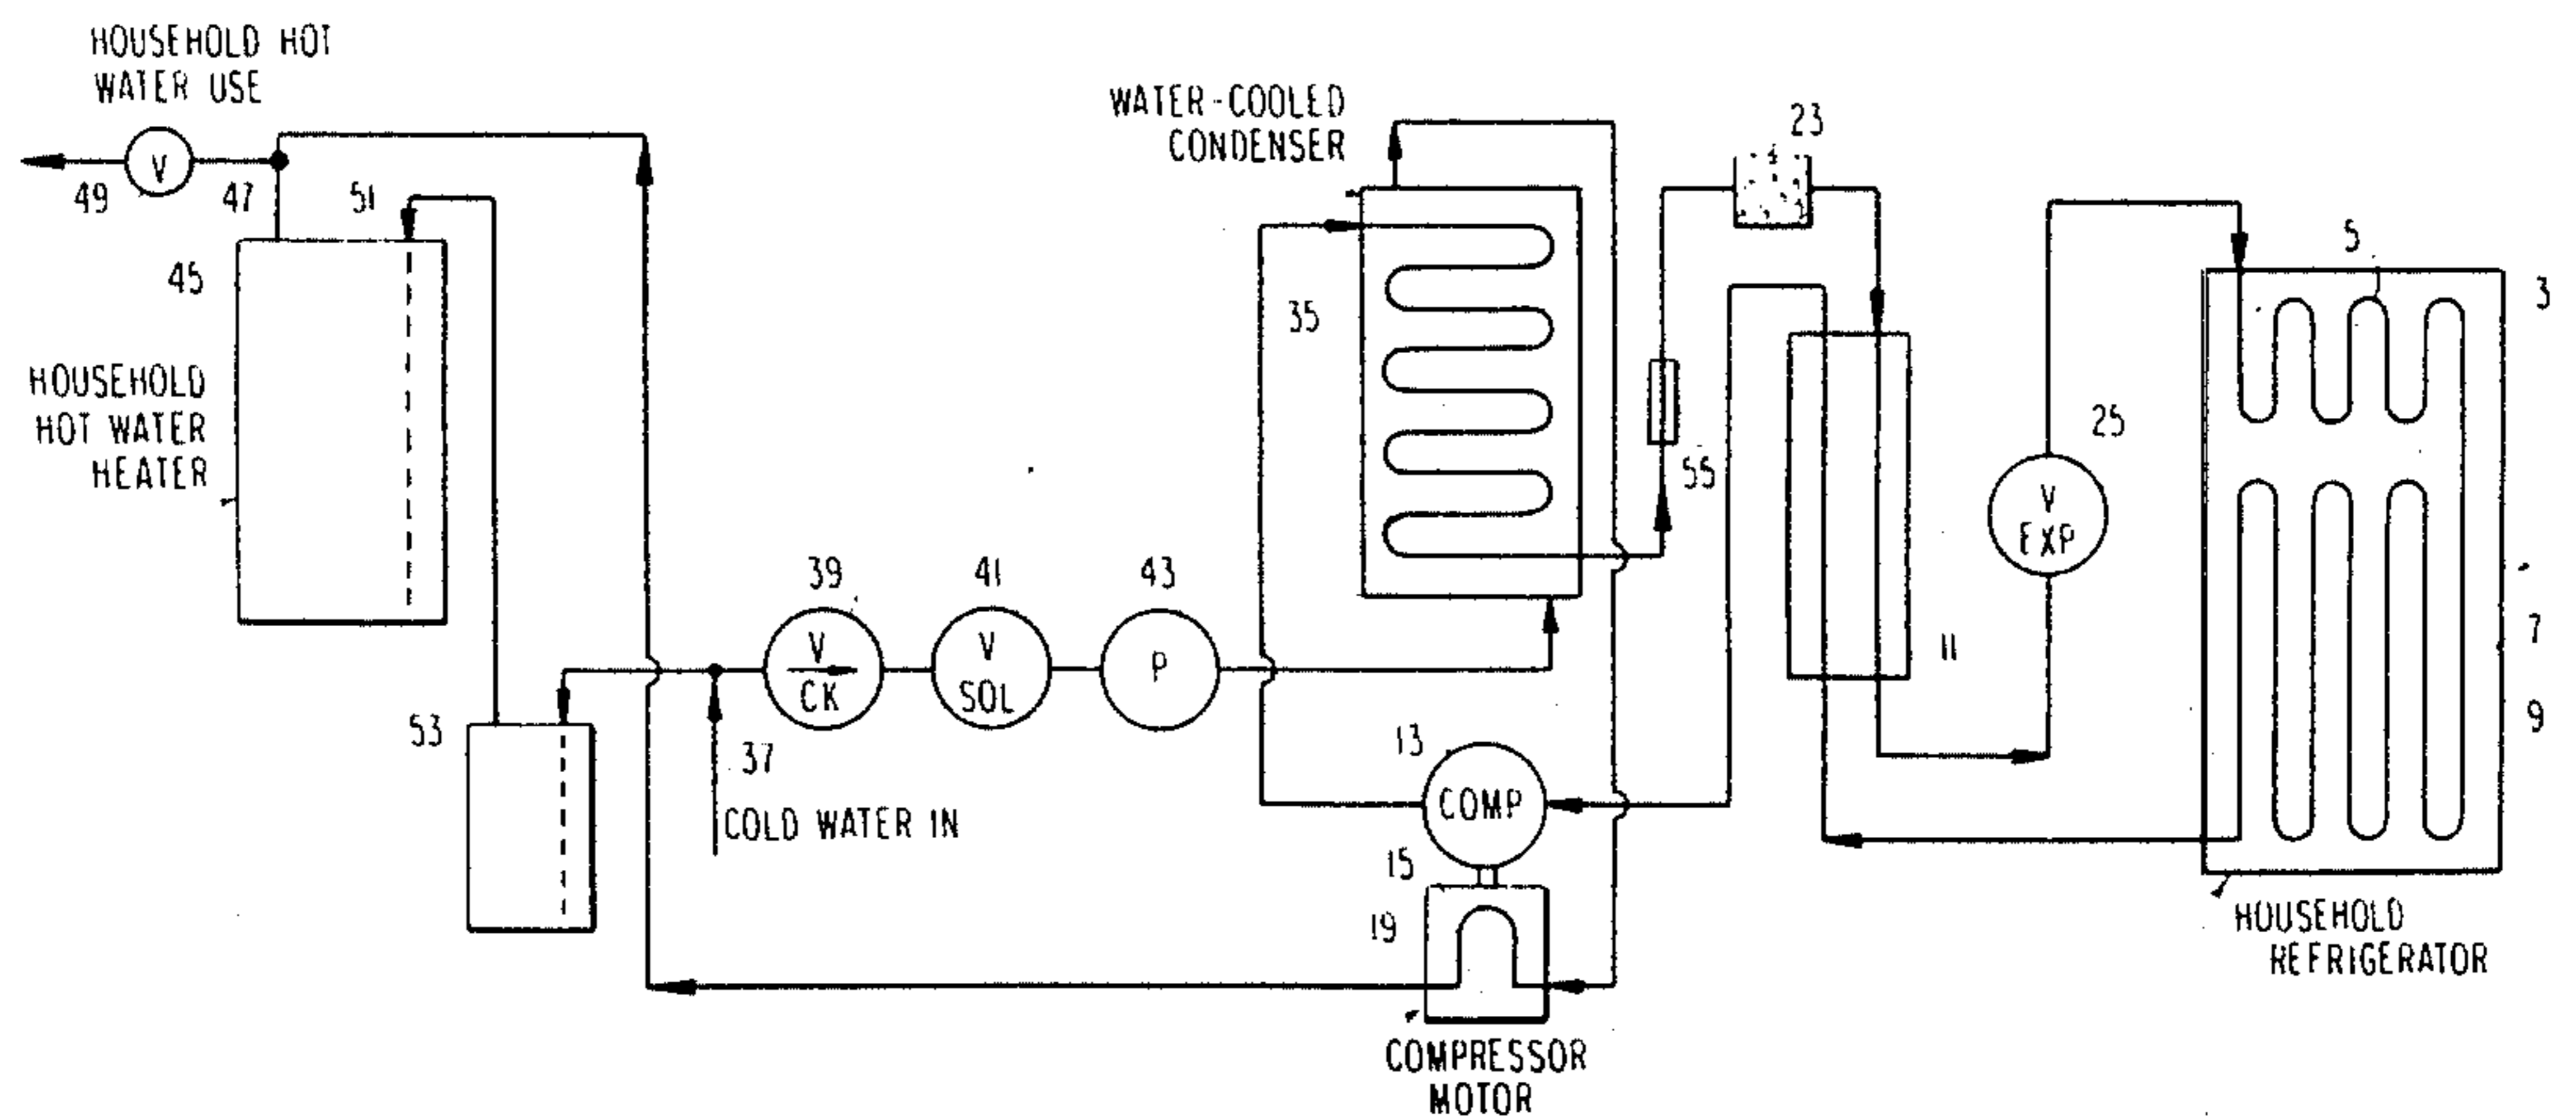 HOUSEHOLD HOT
WATER USE
V
49
47
51
45
HOUSEHOLD
HOT WATER
HEATER
53
37
COLD WATER IN
39
V
CK
41
V
SOL
43
P
WATER-COOLED
CONDENSER
35
55
23
11
13
COMP
15
19
COMPRESSOR
MOTOR
25
V
EXP
5
3
7
9
HOUSEHOLD
REFRIGERATOR